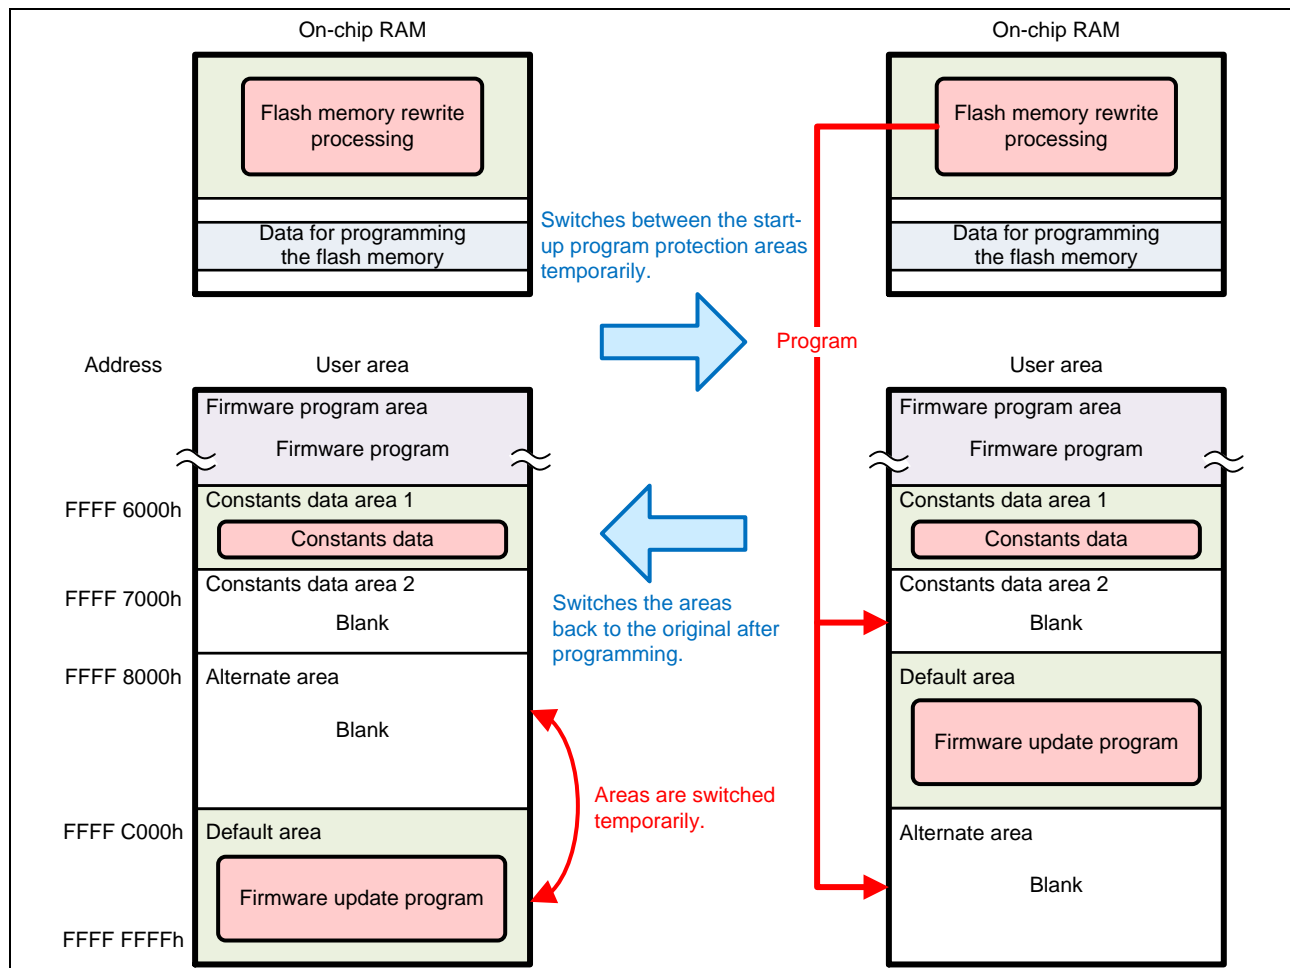 On-chip RAM
Flash memory rewrite
processing
Data for programming
the flash memory
Switches between the start-
up program protection areas
temporarily.
On-chip RAM
Flash memory rewrite
processing
Data for programming
the flash memory
Program
Address
User area
Firmware program area
Firmware program
FFFF 6000h
Constants data area 1
Constants data
FFFF 7000h
Constants data area 2
Blank
FFFF 8000h
Alternate area
Blank
FFFF C000h
Default area
Firmware update program
FFFF FFFFh
Switches the areas
back to the original after
programming.
Areas are switched
temporarily.
User area
Firmware program area
Firmware program
Constants data area 1
Constants data
Constants data area 2
Blank
Default area
Firmware update program
Alternate area
Blank